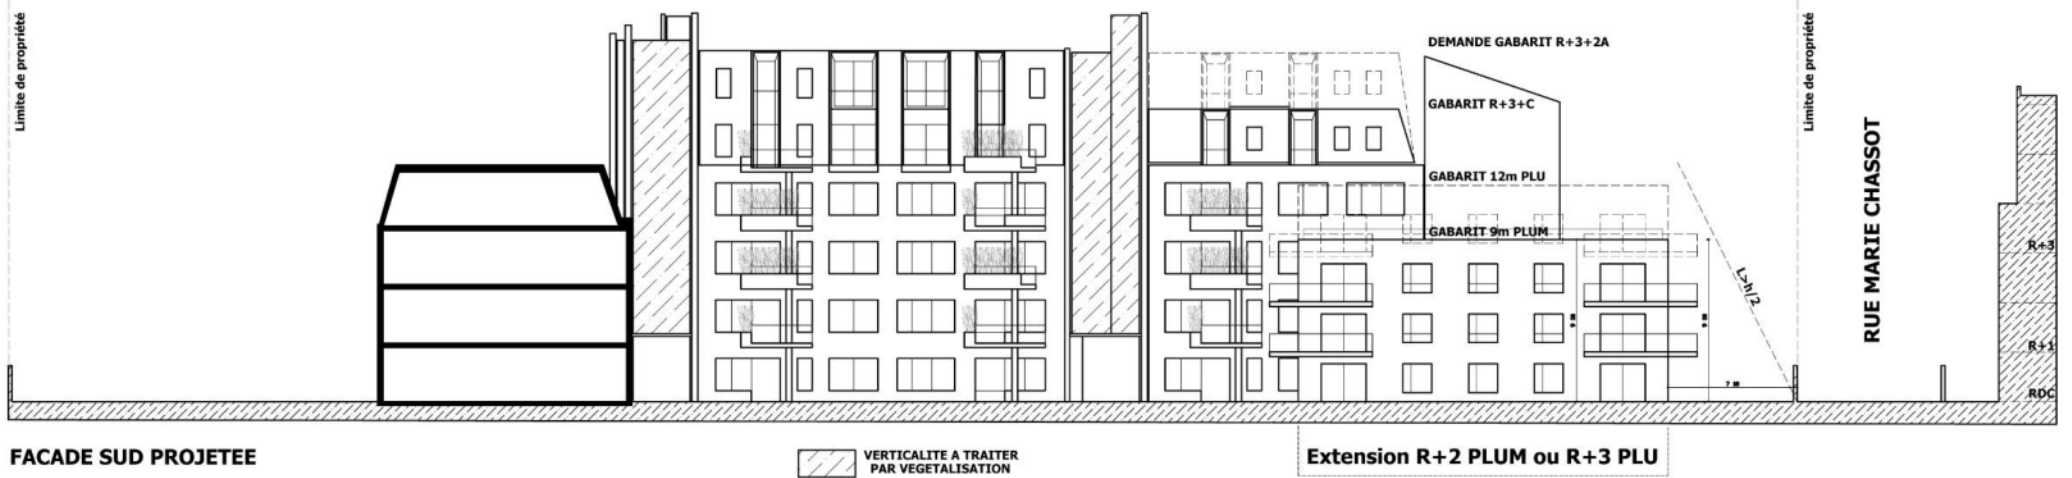 Limite de propriété
DEMANDE GABARIT R+3+2A
GABARIT R+3+C
GABARIT 12m PLU
GABARIT 9m PLUM
L>h/2
Limite de propriété
RUE MARIE CHASSOT
R+3
R+1
RDC
FACADE SUD PROJETEE
VERTICALITE A TRAITER
PAR VEGETALISATION
Extension R+2 PLUM ou R+3 PLU